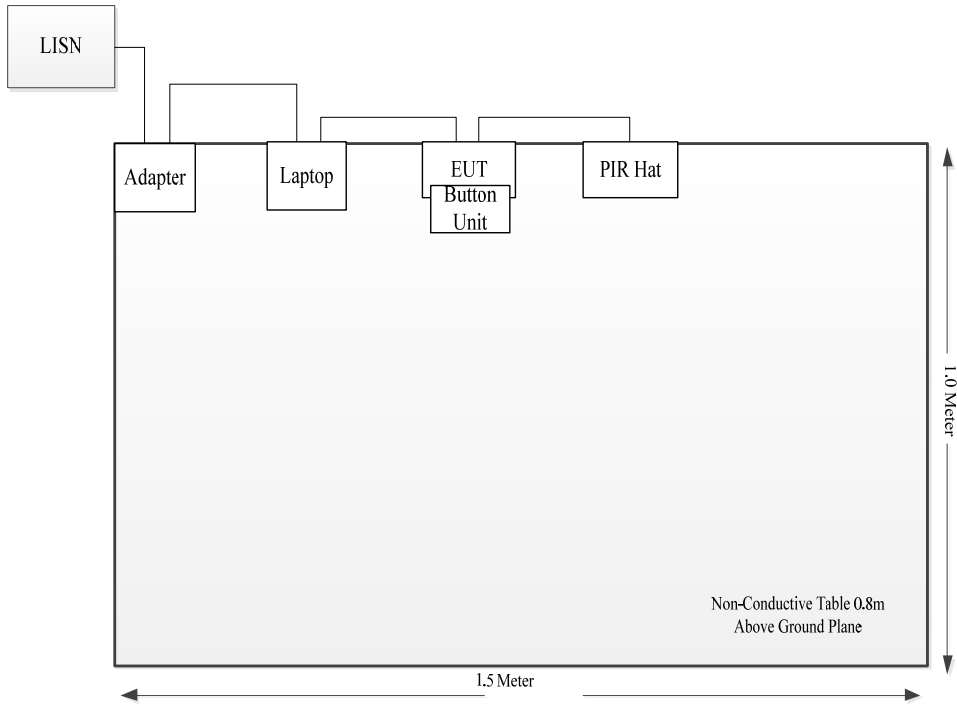 LISN
Adapter
Laptop
EUT
PIR Hat
Button
Unit
1.0 Meter
Non-Conductive Table 0.8m
Above Ground Plane
1.5 Meter